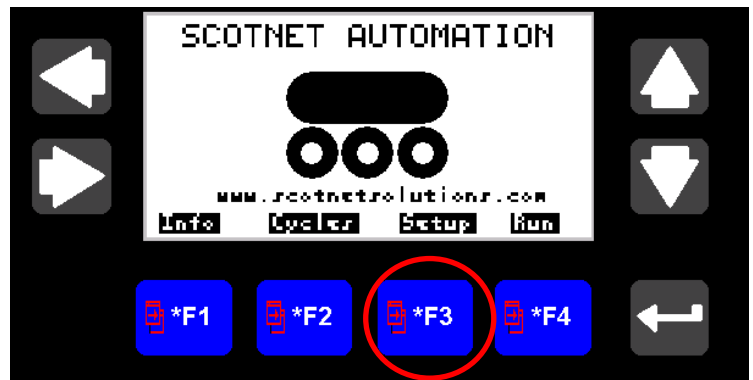 SCOTNET AUTOMATION
www.scotnetsolutions.com
Info Cycles Setup Run
*F1 *F2 *F3 *F4